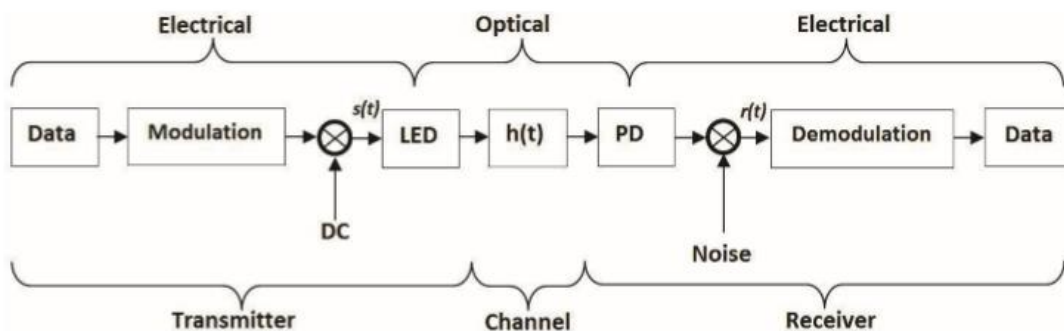 Electrical Optical Electrical
s(t) r(t)
Data Modulation LED h(t) PD Demodulation Data
DC
Noise
Transmitter Channel Receiver